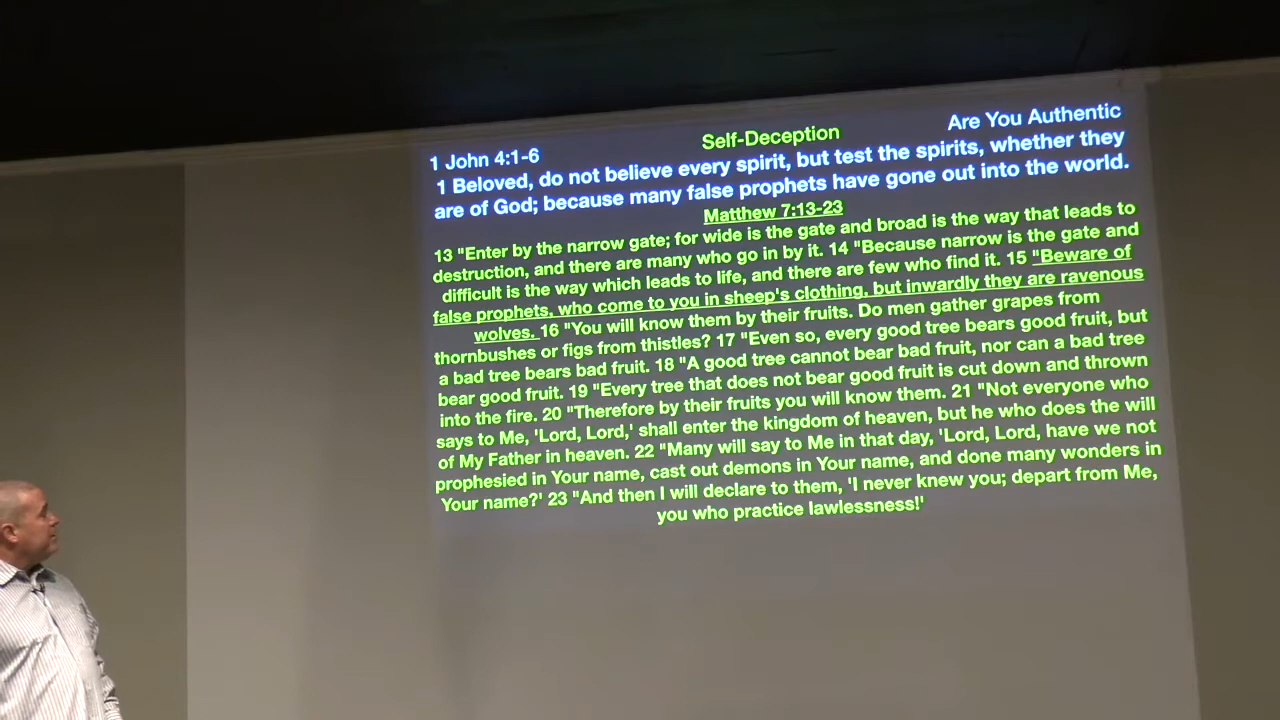 1 John 4:1-6 Self-Deception Are You Authentic
1 Beloved, do not believe every spirit, but test the spirits, whether they
are of God; because many false prophets have gone out into the world.
Matthew 7:13-23
13 "Enter by the narrow gate; for wide is the gate and broad is the way that leads to
destruction, and there are many who go in by it. 14 "Because narrow is the gate and
difficult is the way which leads to life, and there are few who find it. 15 "Beware of
false prophets, who come to you in sheep's clothing, but inwardly they are ravenous
wolves. 16 "You will know them by their fruits. Do men gather grapes from
thornbushes or figs from thistles? 17 "Even so, every good tree bears good fruit, but
a bad tree bears bad fruit. 18 "A good tree cannot bear bad fruit, nor can a bad tree
bear good fruit. 19 "Every tree that does not bear good fruit is cut down and thrown
into the fire. 20 "Therefore by their fruits you will know them. 21 "Not everyone who
says to Me, 'Lord, Lord,' shall enter the kingdom of heaven, but he who does the will
of My Father in heaven. 22 "Many will say to Me in that day, 'Lord, Lord, have we not
prophesied in Your name, cast out demons in Your name, and done many wonders in
Your name?' 23 "And then I will declare to them, 'I never knew you; depart from Me,
you who practice lawlessness!'